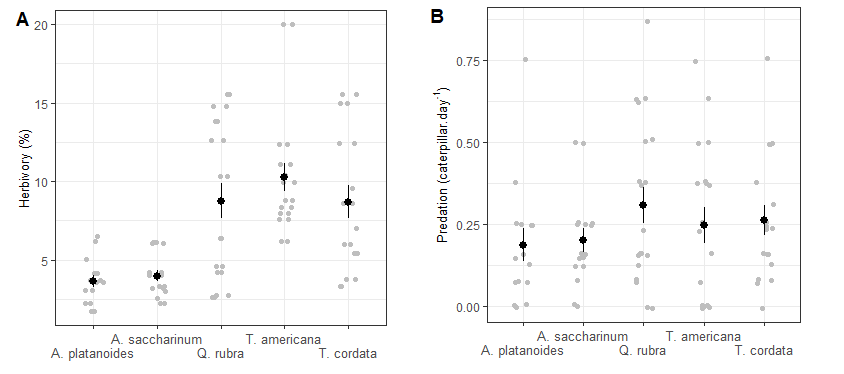 A
Herbivory (%)
20
15
10
5
A. saccharinum T. americana
A. platanoides Q. rubra T. cordata
B
Predation (caterpillar.day⁻¹)
0.75
0.50
0.25
0.00
A. saccharinum T. americana
A. platanoides Q. rubra T. cordata